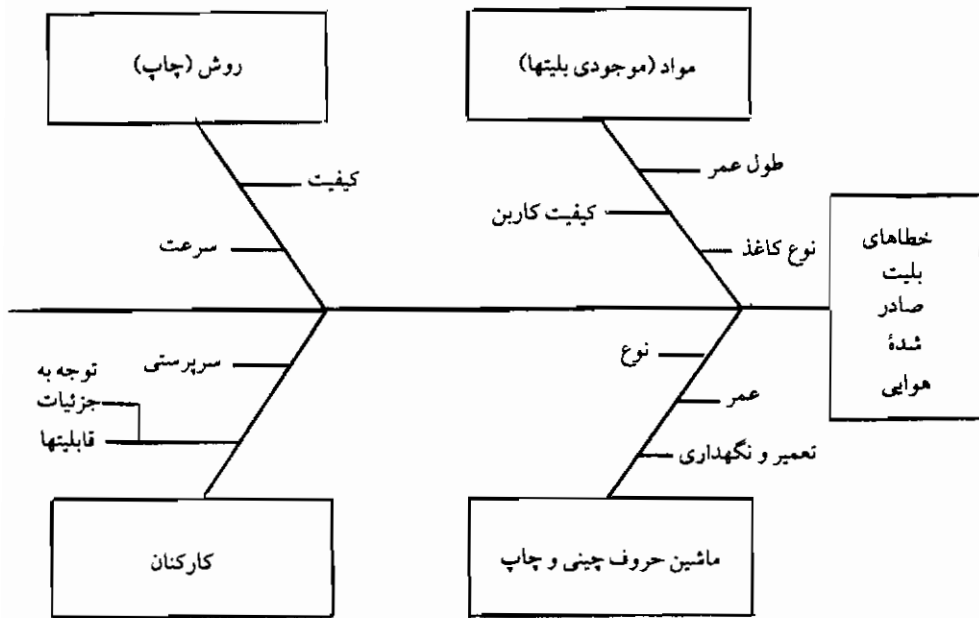 مواد (موجودی بلیتها)
روش (چاپ)
طول عمر
کیفیت کاربن
نوع کاغذ
کیفیت
سرعت
خطاهای
بلیت
صادر
شدهٔ
هوایی
نوع
عمر
تعمیر و نگهداری
سرپرستی
توجه به
جزئیات
قابلیتها
ماشین حروف چینی و چاپ
کارکنان